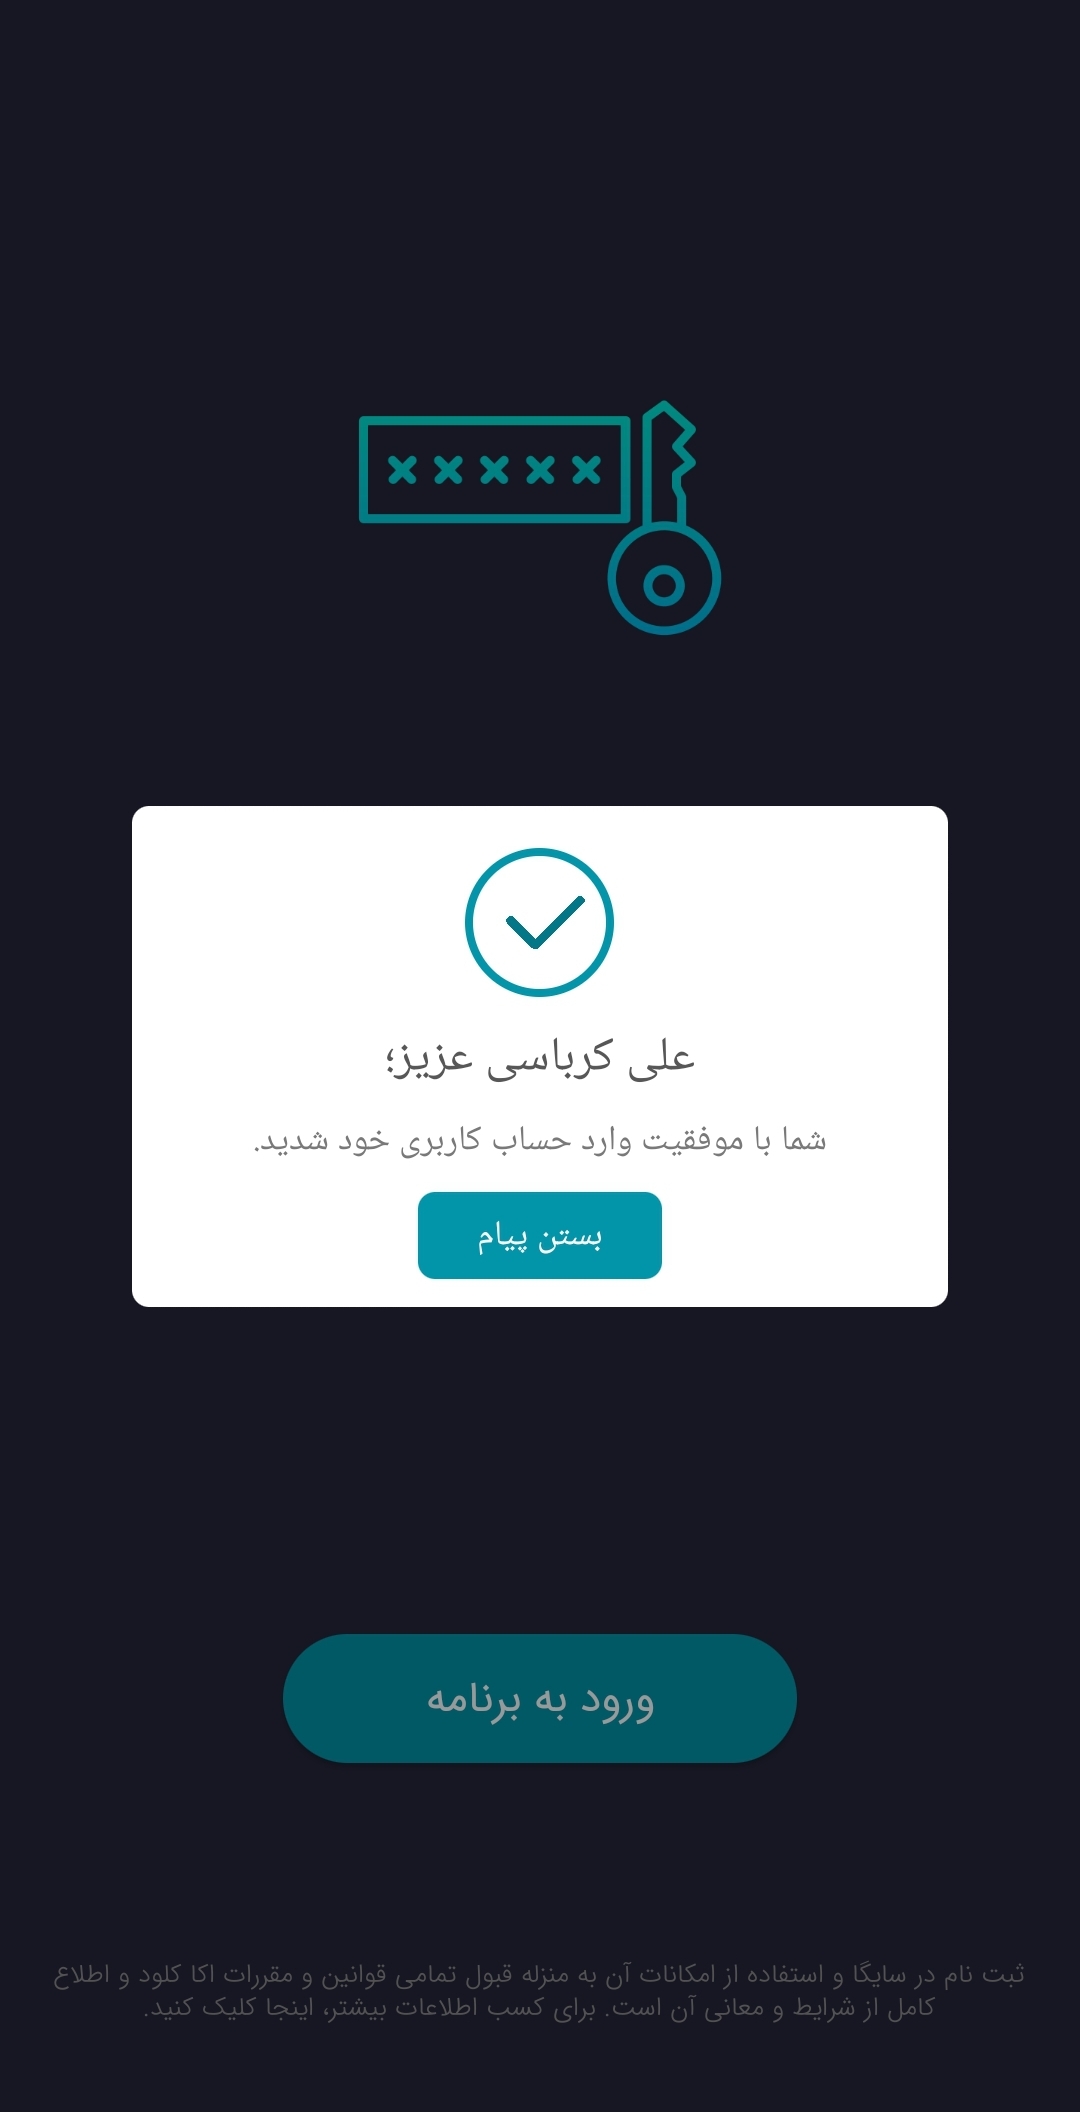 علی کرباسی عزیز؛
شما با موفقیت وارد حساب کاربری خود شدید.
بستن پیام
ورود به برنامه
ثبت نام در سایگا و استفاده از امکانات آن به منزله قبول تمامی قوانین و مقررات اکا کلود و اطلاع
کامل از شرایط و معانی آن است. برای کسب اطلاعات بیشتر، اینجا کلیک کنید.